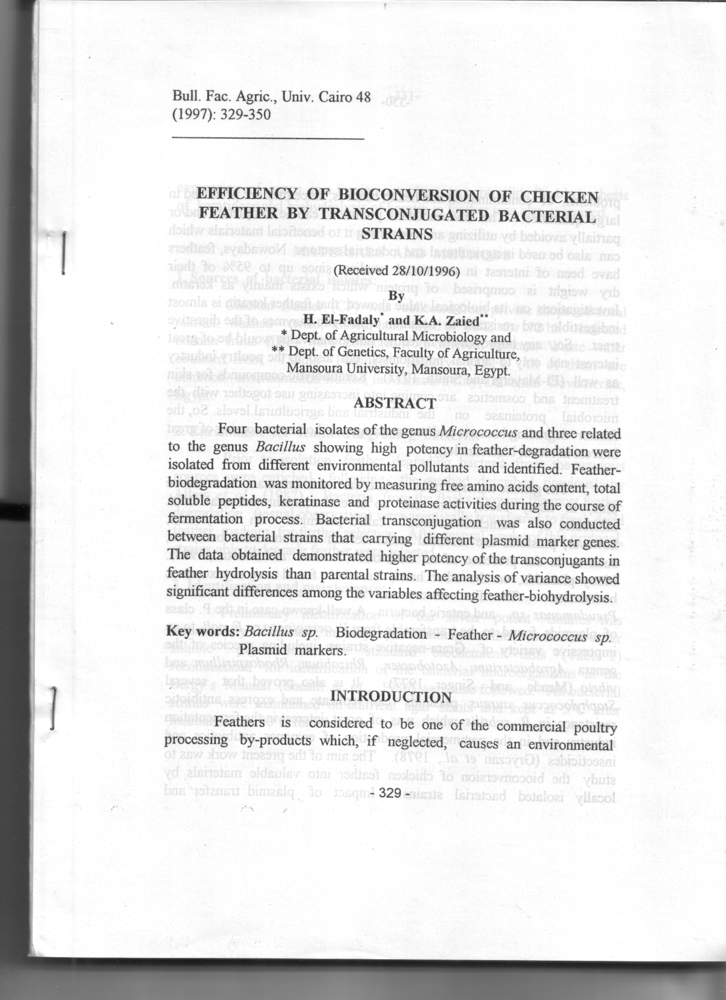 Bull. Fac. Agric., Univ. Cairo 48
(1997): 329-350
EFFICIENCY OF BIOCONVERSION OF CHICKEN
FEATHER BY TRANSCONJUGATED BACTERIAL
STRAINS
(Received 28/10/1996)
By
H. El-Fadaly* and K.A. Zaied**
* Dept. of Agricultural Microbiology and
** Dept. of Genetics, Faculty of Agriculture,
Mansoura University, Mansoura, Egypt.
ABSTRACT
Four bacterial isolates of the genus Micrococcus and three related
to the genus Bacillus showing high potency in feather-degradation were
isolated from different environmental pollutants and identified. Feather-
biodegradation was monitored by measuring free amino acids content, total
soluble peptides, keratinase and proteinase activities during the course of
fermentation process. Bacterial transconjugation was also conducted
between bacterial strains that carrying different plasmid marker genes.
The data obtained demonstrated higher potency of the transconjugants in
feather hydrolysis than parental strains. The analysis of variance showed
significant differences among the variables affecting feather-biohydrolysis.
Key words: Bacillus sp. Biodegradation - Feather - Micrococcus sp.
Plasmid markers.
INTRODUCTION
Feathers is considered to be one of the commercial poultry
processing by-products which, if neglected, causes an environmental
- 329 -